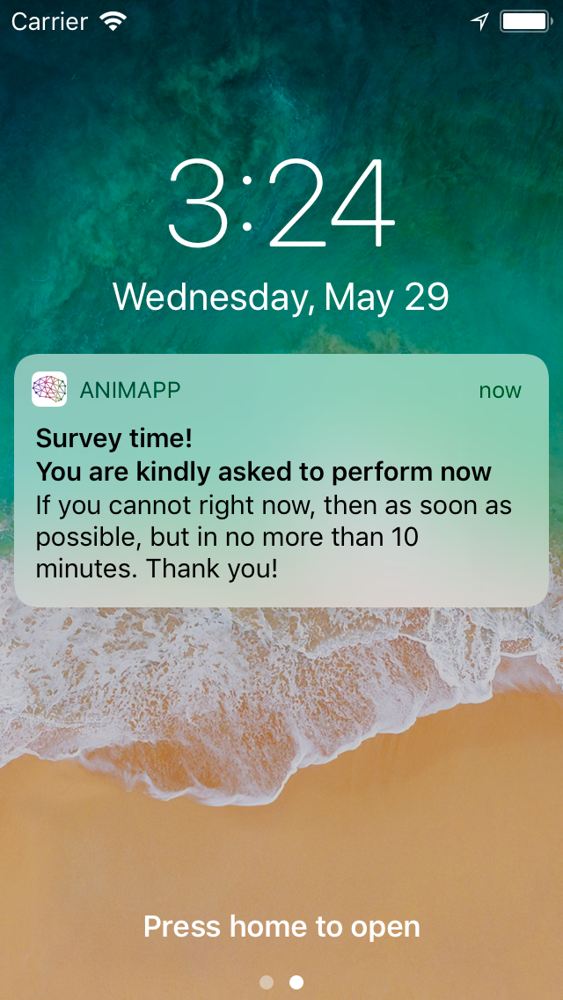 Carrier
3:24
Wednesday, May 29
ANIMAPP now
Survey time!
You are kindly asked to perform now
If you cannot right now, then as soon as
possible, but in no more than 10
minutes. Thank you!
Press home to open